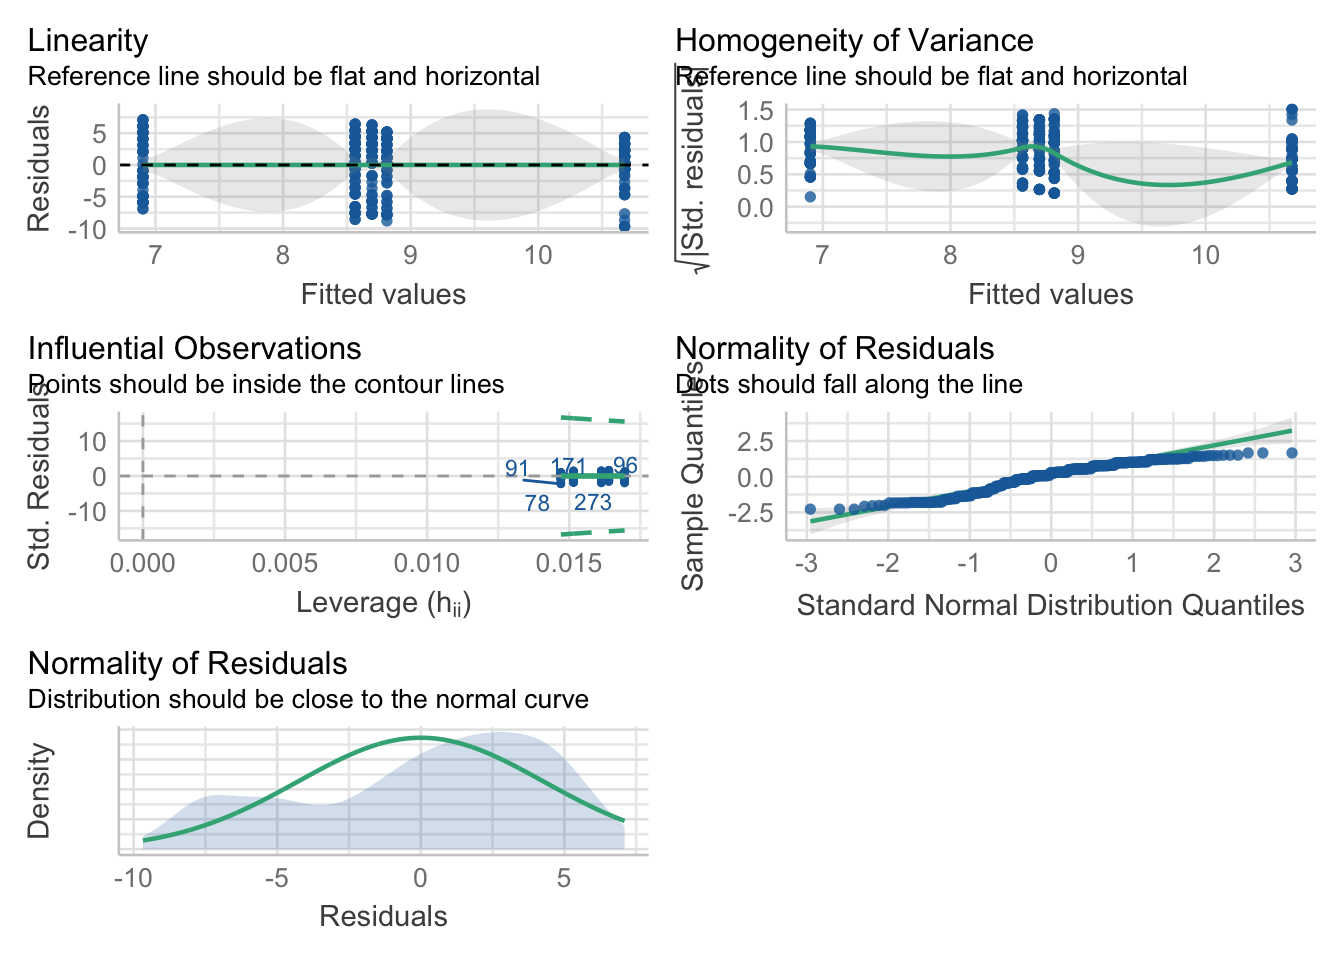 Linearity
Reference line should be flat and horizontal
Residuals
5
0
-5
-10
7
8
9
10
Fitted values
Homogeneity of Variance
Reference line should be flat and horizontal
√|Std. residuals|
1.5
1.0
0.5
0.0
7
8
9
10
Fitted values
Influential Observations
Points should be inside the contour lines
Std. Residuals
10
0
-10
91
171
96
78
273
0.000
0.005
0.010
0.015
Leverage (hii)
Normality of Residuals
Dots should fall along the line
Sample Quantiles
2.5
0.0
-2.5
-3
-2
-1
0
1
2
3
Standard Normal Distribution Quantiles
Normality of Residuals
Distribution should be close to the normal curve
Density
-10
-5
0
5
Residuals